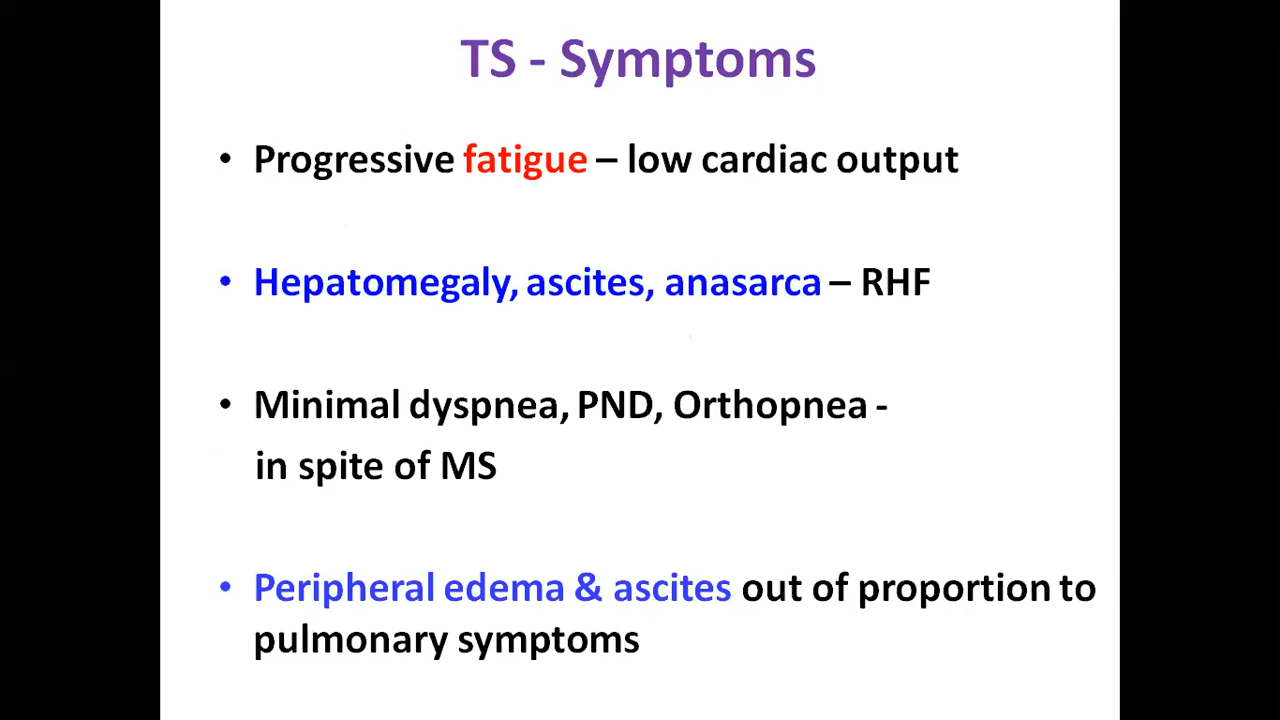 TS - Symptoms
• Progressive fatigue – low cardiac output
• Hepatomegaly, ascites, anasarca – RHF
• Minimal dyspnea, PND, Orthopnea -
in spite of MS
• Peripheral edema & ascites out of proportion to
pulmonary symptoms